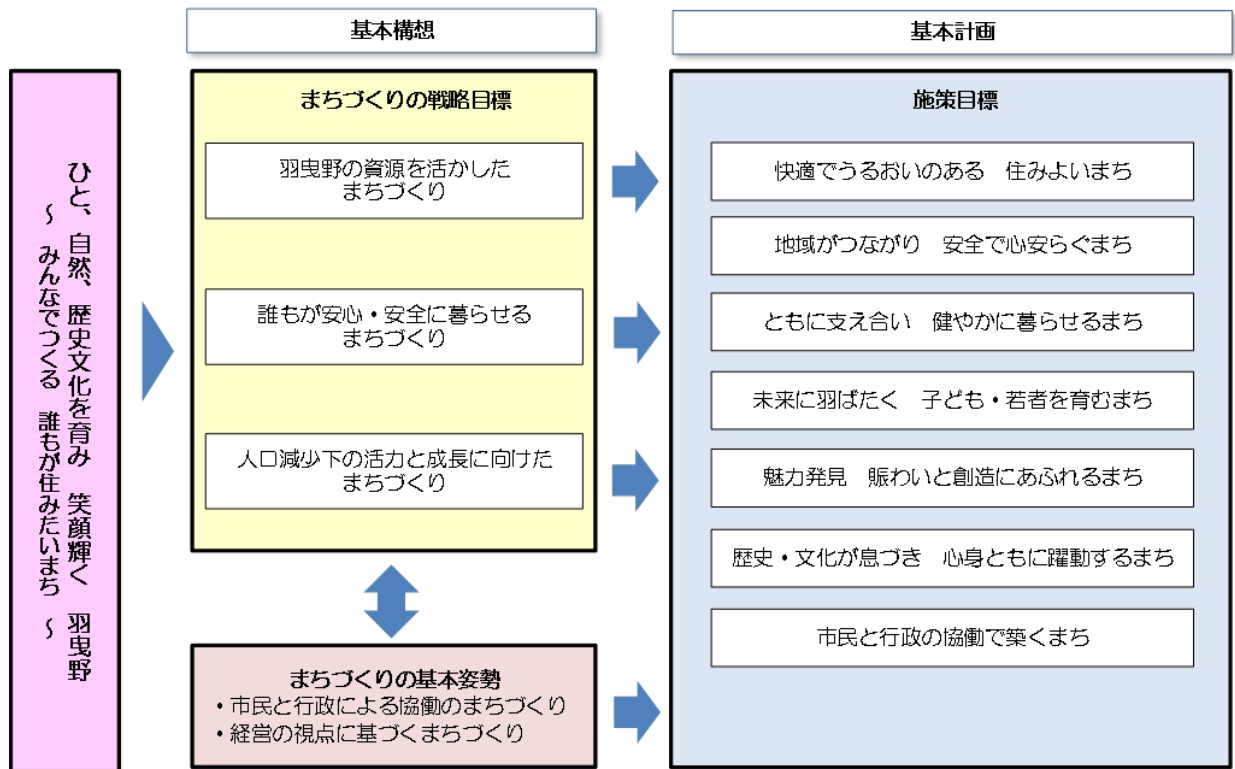 基本構想
基本計画
ひと、自然、歴史文化を育み　笑顔輝く　羽曳野
～　みんなでつくる　誰もが住みたいまち　～
まちづくりの戦略目標
羽曳野の資源を活かした
まちづくり
誰もが安心・安全に暮らせる
まちづくり
人口減少下の活力と成長に向けた
まちづくり
まちづくりの基本姿勢
・市民と行政による協働のまちづくり
・経営の視点に基づくまちづくり
施策目標
快適でうるおいのある　住みよいまち
地域がつながり　安全で心安らぐまち
ともに支え合い　健やかに暮らせるまち
未来に羽ばたく　子ども・若者を育むまち
魅力発見　賑わいと創造にあふれるまち
歴史・文化が息づき　心身ともに躍動するまち
市民と行政の協働で築くまち